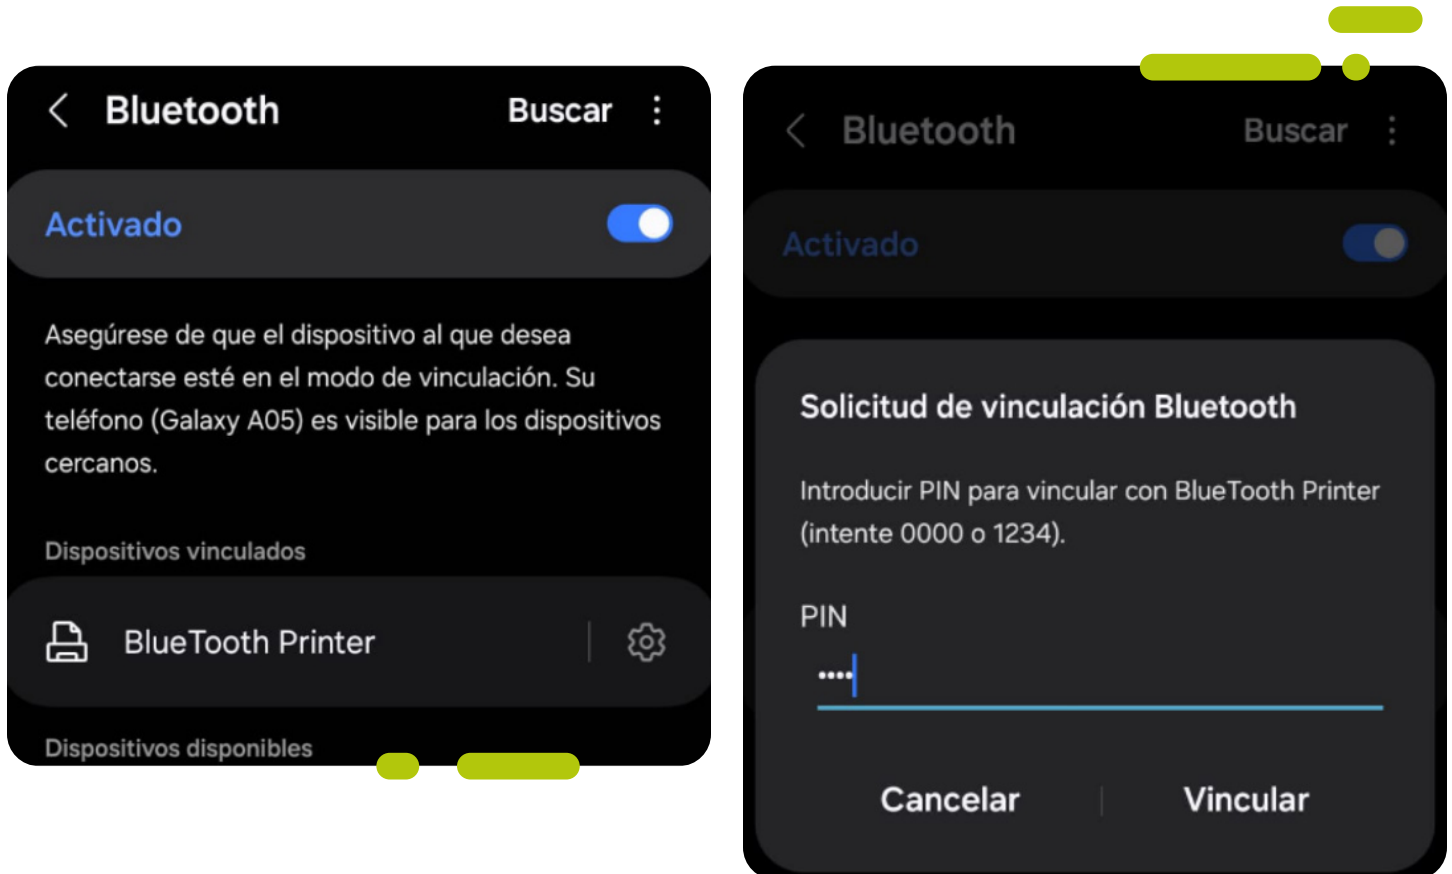 Bluetooth Buscar
Activado
Asegúrese de que el dispositivo al que desea
conectarse esté en el modo de vinculación. Su
teléfono (Galaxy A05) es visible para los dispositivos
cercanos.
Dispositivos vinculados
BlueTooth Printer
Dispositivos disponibles
Bluetooth Buscar
Activado
Solicitud de vinculación Bluetooth
Introducir PIN para vincular con BlueTooth Printer
(intente 0000 o 1234).
PIN
••••
Cancelar Vincular